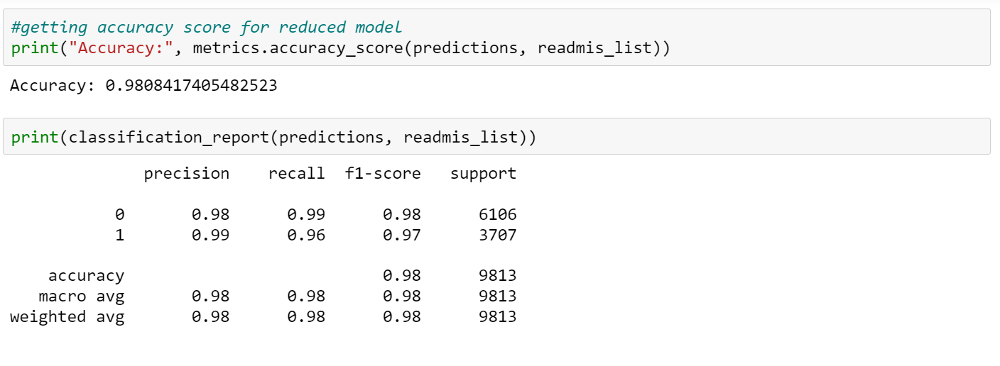 #getting accuracy score for reduced model
print("Accuracy:", metrics.accuracy_score(predictions, readmis_list))
Accuracy: 0.9808417405482523
print(classification_report(predictions, readmis_list))
precision recall f1-score support
0 0.98 0.99 0.98 6106
1 0.99 0.96 0.97 3707
accuracy 0.98 9813
macro avg 0.98 0.98 0.98 9813
weighted avg 0.98 0.98 0.98 9813